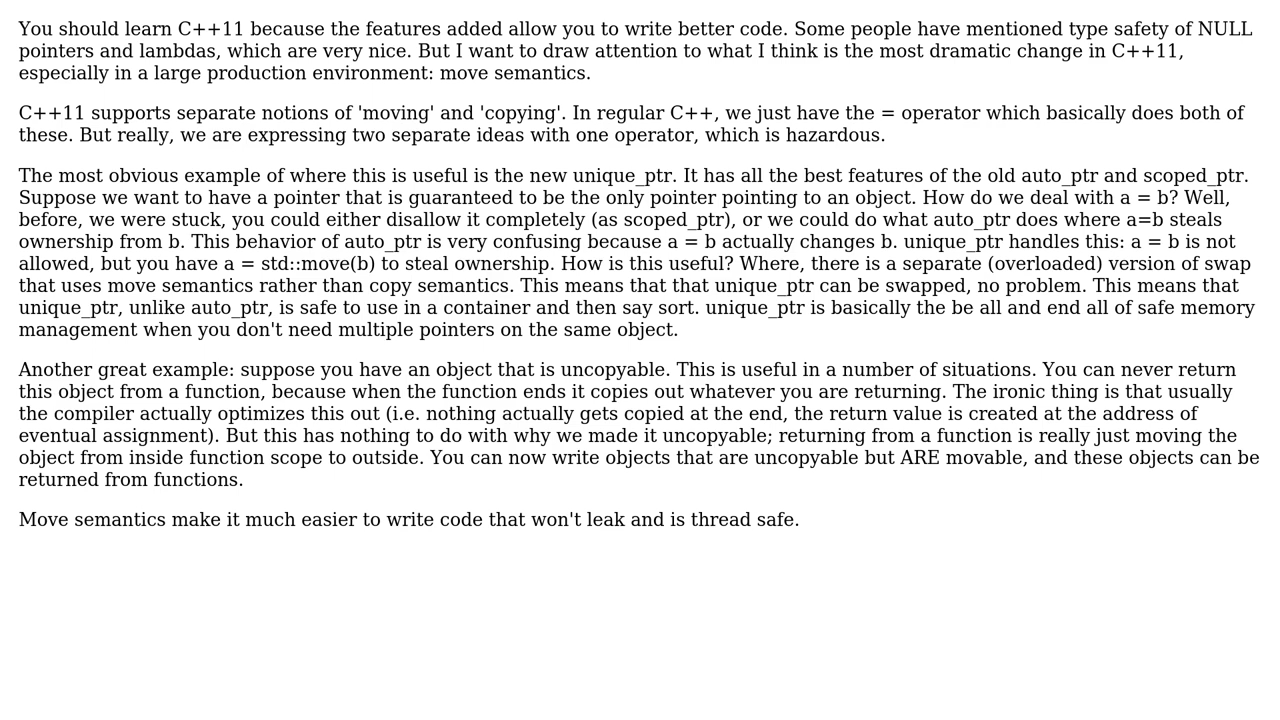 You should learn C++11 because the features added allow you to write better code. Some people have mentioned type safety of NULL
pointers and lambdas, which are very nice. But I want to draw attention to what I think is the most dramatic change in C++11,
especially in a large production environment: move semantics.
C++11 supports separate notions of 'moving' and 'copying'. In regular C++, we just have the = operator which basically does both of
these. But really, we are expressing two separate ideas with one operator, which is hazardous.
The most obvious example of where this is useful is the new unique_ptr. It has all the best features of the old auto_ptr and scoped_ptr.
Suppose we want to have a pointer that is guaranteed to be the only pointer pointing to an object. How do we deal with a = b? Well,
before, we were stuck, you could either disallow it completely (as scoped_ptr), or we could do what auto_ptr does where a=b steals
ownership from b. This behavior of auto_ptr is very confusing because a = b actually changes b. unique_ptr handles this: a = b is not
allowed, but you have a = std::move(b) to steal ownership. How is this useful? Where, there is a separate (overloaded) version of swap
that uses move semantics rather than copy semantics. This means that that unique_ptr can be swapped, no problem. This means that
unique_ptr, unlike auto_ptr, is safe to use in a container and then say sort. unique_ptr is basically the be all and end all of safe memory
management when you don't need multiple pointers on the same object.
Another great example: suppose you have an object that is uncopyable. This is useful in a number of situations. You can never return
this object from a function, because when the function ends it copies out whatever you are returning. The ironic thing is that usually
the compiler actually optimizes this out (i.e. nothing actually gets copied at the end, the return value is created at the address of
eventual assignment). But this has nothing to do with why we made it uncopyable; returning from a function is really just moving the
object from inside function scope to outside. You can now write objects that are uncopyable but ARE movable, and these objects can be
returned from functions.
Move semantics make it much easier to write code that won't leak and is thread safe.